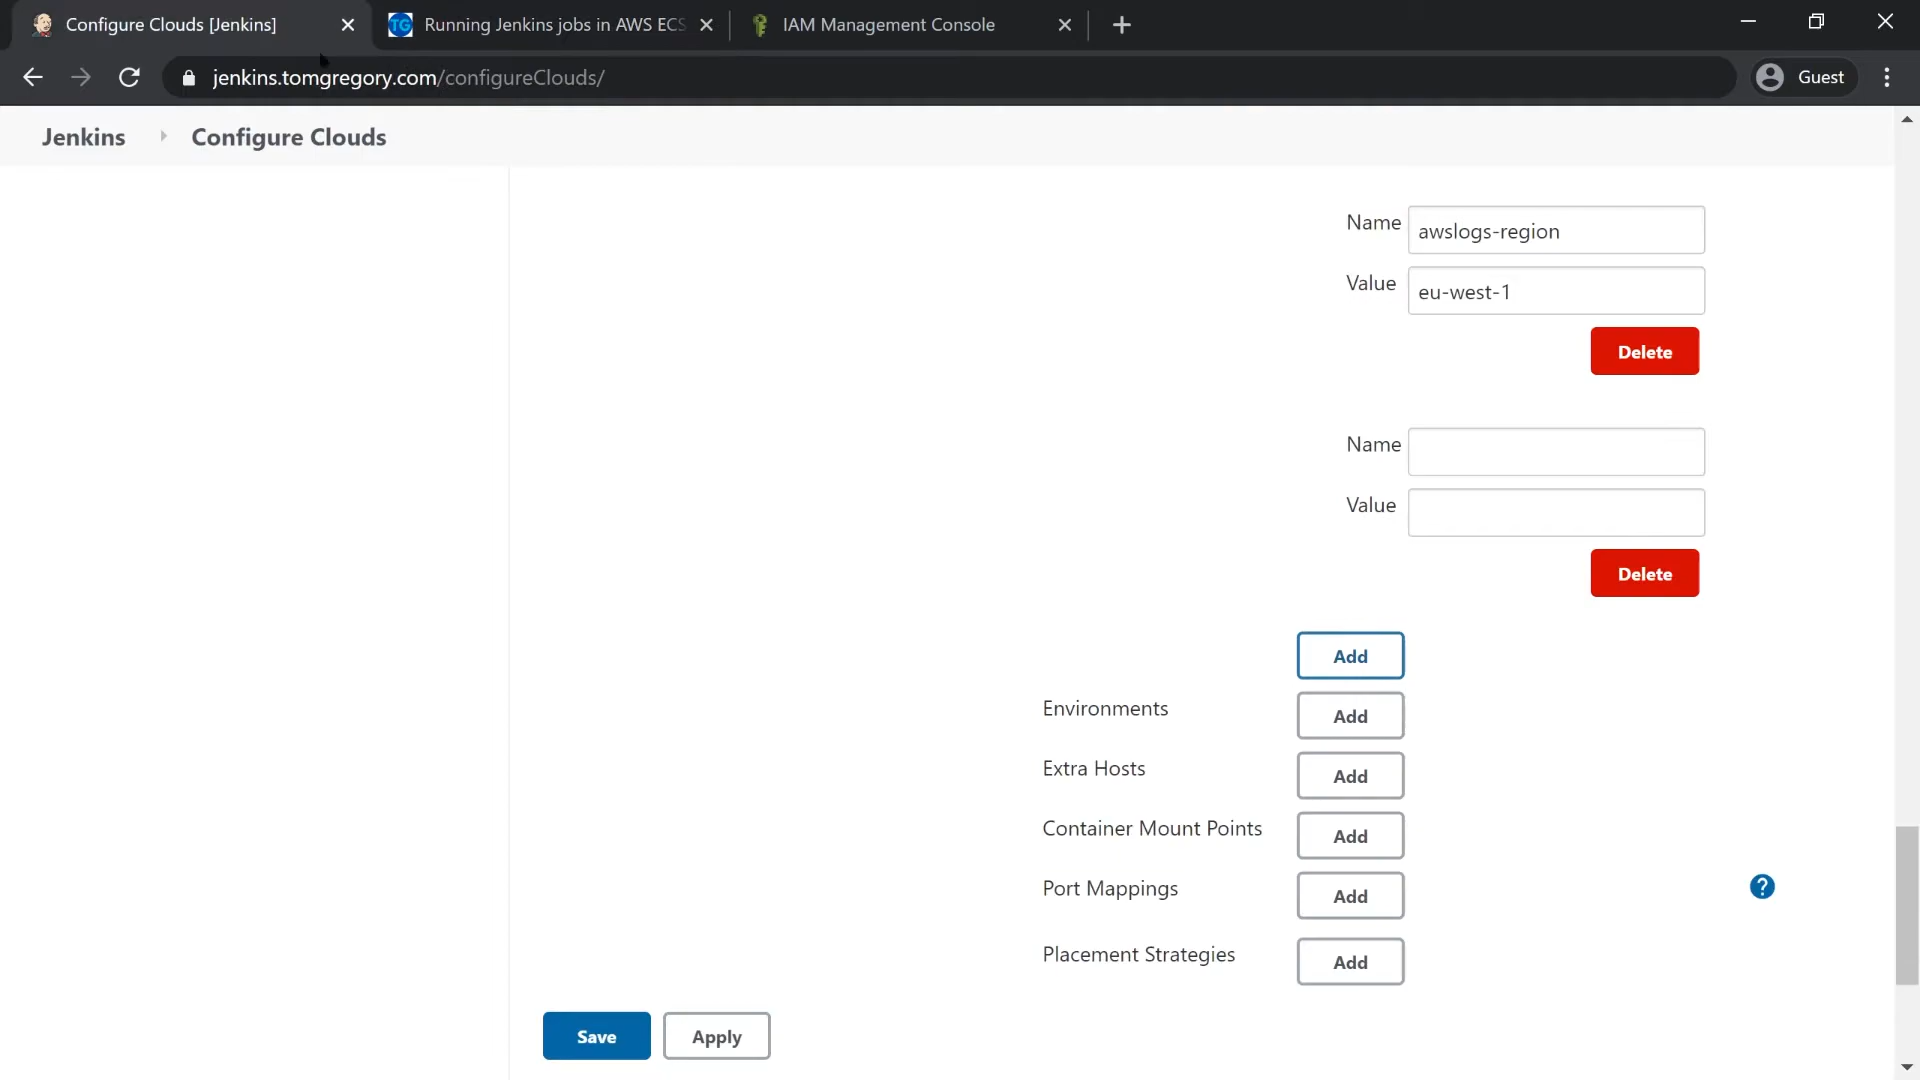 Configure Clouds [Jenkins]
Running Jenkins jobs in AWS ECS
IAM Management Console
jenkins.tomgregory.com/configureClouds/
Guest
Jenkins
Configure Clouds
Name
awslogs-region
Value
eu-west-1
Delete
Name
Value
Delete
Add
Environments
Add
Extra Hosts
Add
Container Mount Points
Add
Port Mappings
Add
?
Placement Strategies
Add
Save
Apply